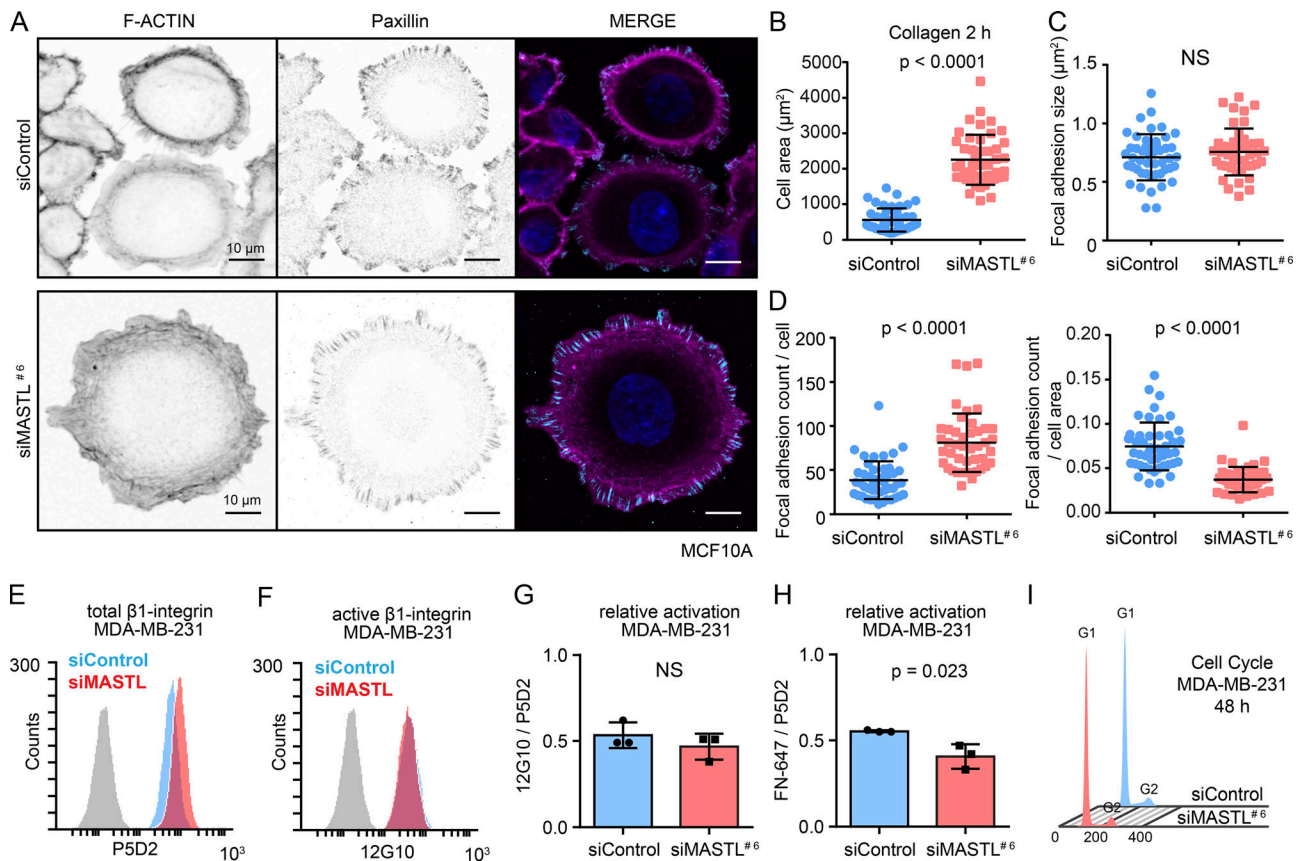 A
F-ACTIN
Paxillin
MERGE
siControl
10 µm
siMASTL#6
10 µm
MCF10A
B
Collagen 2 h
p < 0.0001
Cell area (µm²)
5000
4000
3000
2000
1000
0
siControl
siMASTL#6
C
NS
Focal adhesion size (µm²)
1.5
1.0
0.5
0.0
siControl
siMASTL#6
D
p < 0.0001
Focal adhesion count / cell
200
150
100
50
0
siControl
siMASTL#6
p < 0.0001
Focal adhesion count
/ cell area
0.20
0.15
0.10
0.05
0.00
siControl
siMASTL#6
E
total β1-integrin
MDA-MB-231
300
siControl
siMASTL
Counts
P5D2
10³
F
active β1-integrin
MDA-MB-231
300
siControl
siMASTL
Counts
12G10
10³
G
relative activation
MDA-MB-231
NS
12G10 / P5D2
1.0
0.5
0.0
siControl
siMASTL#6
H
relative activation
MDA-MB-231
p = 0.023
FN-647 / P5D2
1.0
0.5
0.0
siControl
siMASTL#6
I
G1
G1
Cell Cycle
MDA-MB-231
48 h
G2
G2
siControl
siMASTL#6
0
200
400